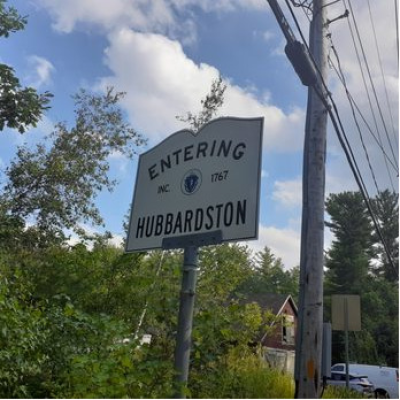 ENTERING
INC. 1767
HUBBARDSTON